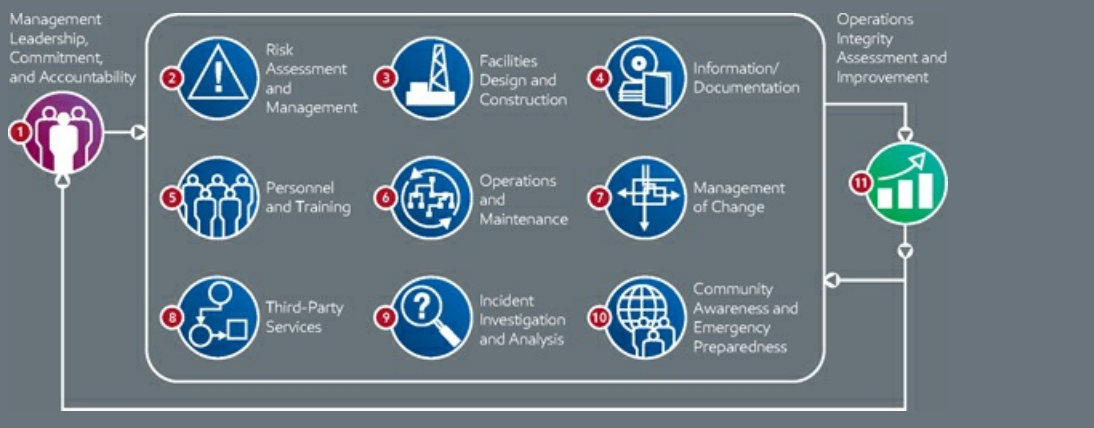 Management
Leadership,
Commitment,
and Accountability
1
2
Risk
Assessment
and
Management
3
Facilities
Design and
Construction
4
Information/
Documentation
5
Personnel
and Training
6
Operations
and
Maintenance
7
Management
of Change
8
Third-Party
Services
9
?
Incident
Investigation
and Analysis
10
Community
Awareness and
Emergency
Preparedness
Operations
Integrity
Assessment and
Improvement
11